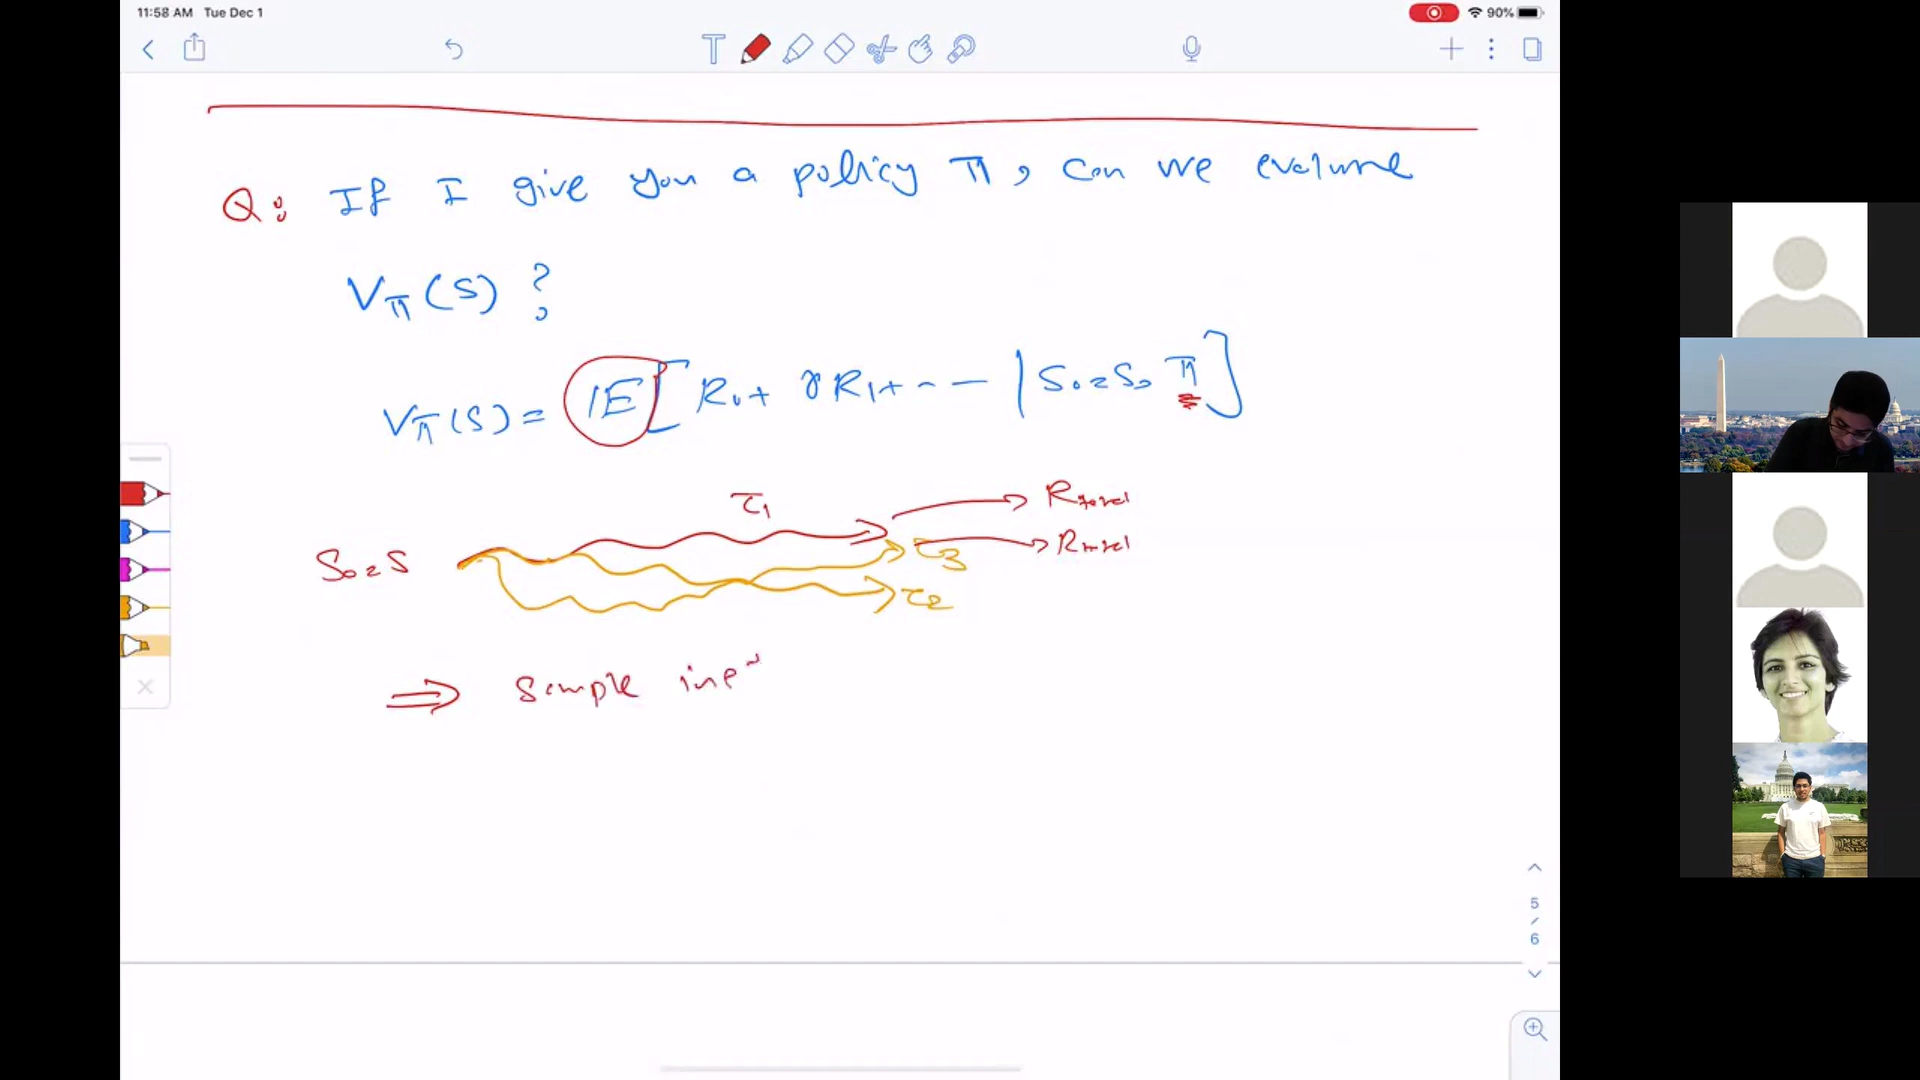 11:58 AM Tue Dec 1
90%
Q: If I give you a policy π, can we evaluate
Vπ(s) ?
Vπ(s) = IE[R0 + γR1 + --- | S0=s, π]
τ1
Rtotal
S0=s
τ3
Rtotal
τ2
⇒ sample ine
5
/
6